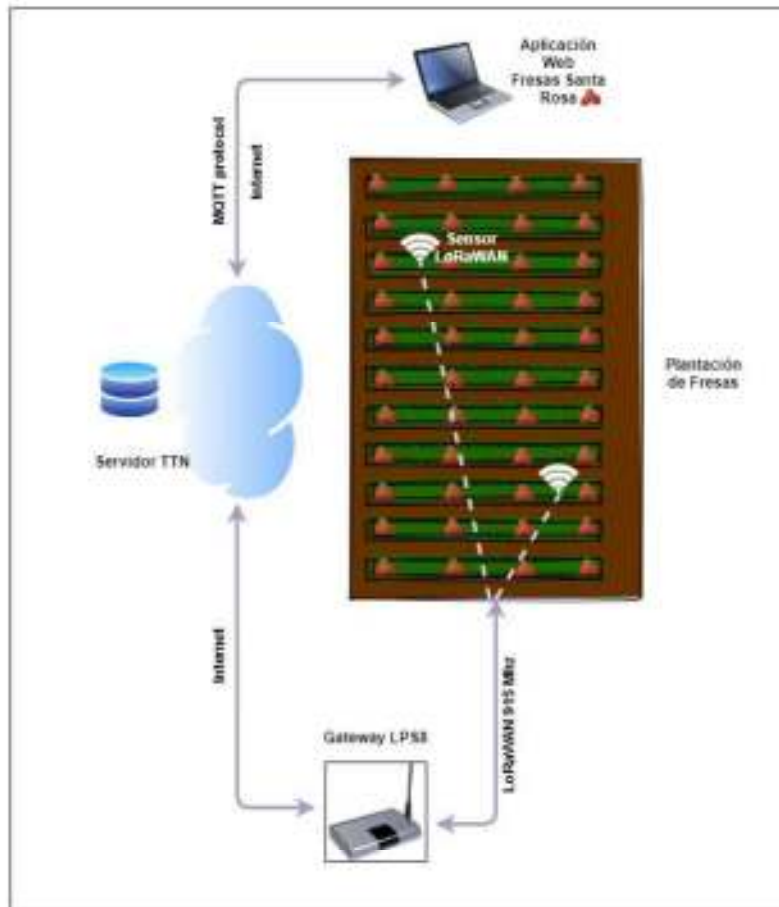 Aplicación
Web
Fresas Santa
Rosa
MQTT protocol
Internet
Sensor
LoRaWAN
Plantación
de Fresas
Servidor TTN
Internet
Gateway LPS8
LoRaWAN 915 MHz